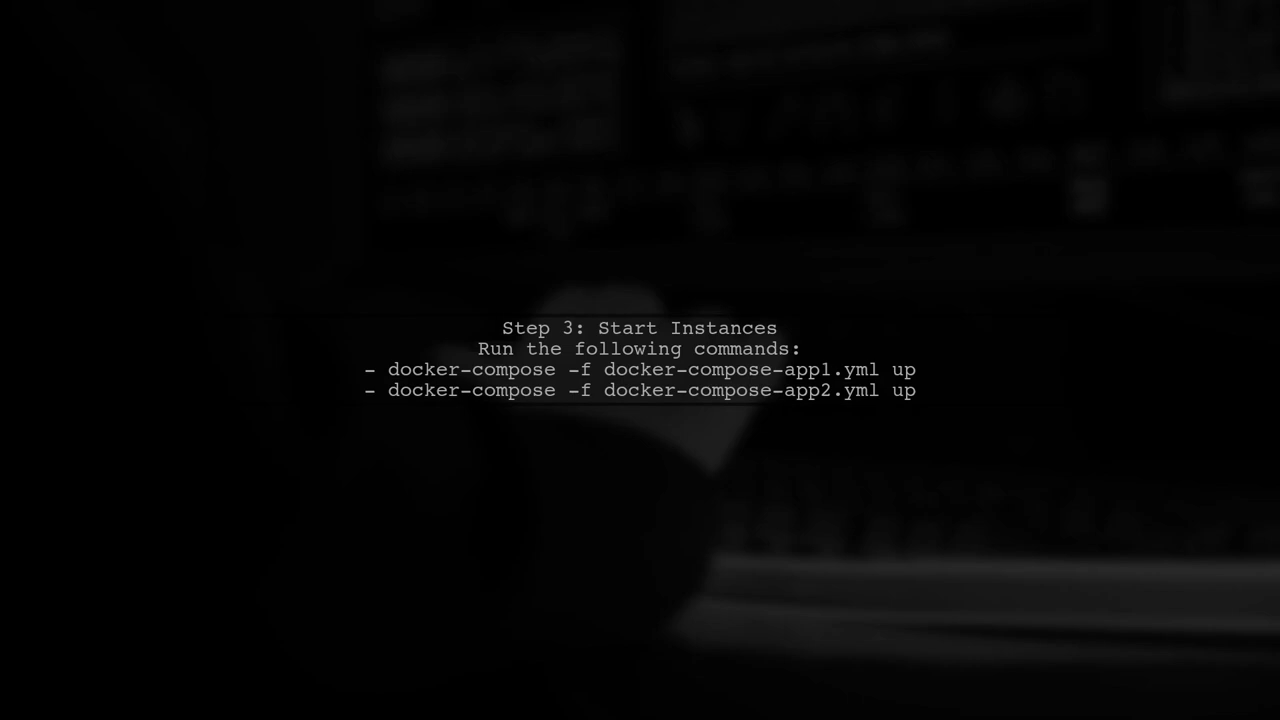 Step 3: Start Instances
Run the following commands:
- docker-compose -f docker-compose-app1.yml up
- docker-compose -f docker-compose-app2.yml up